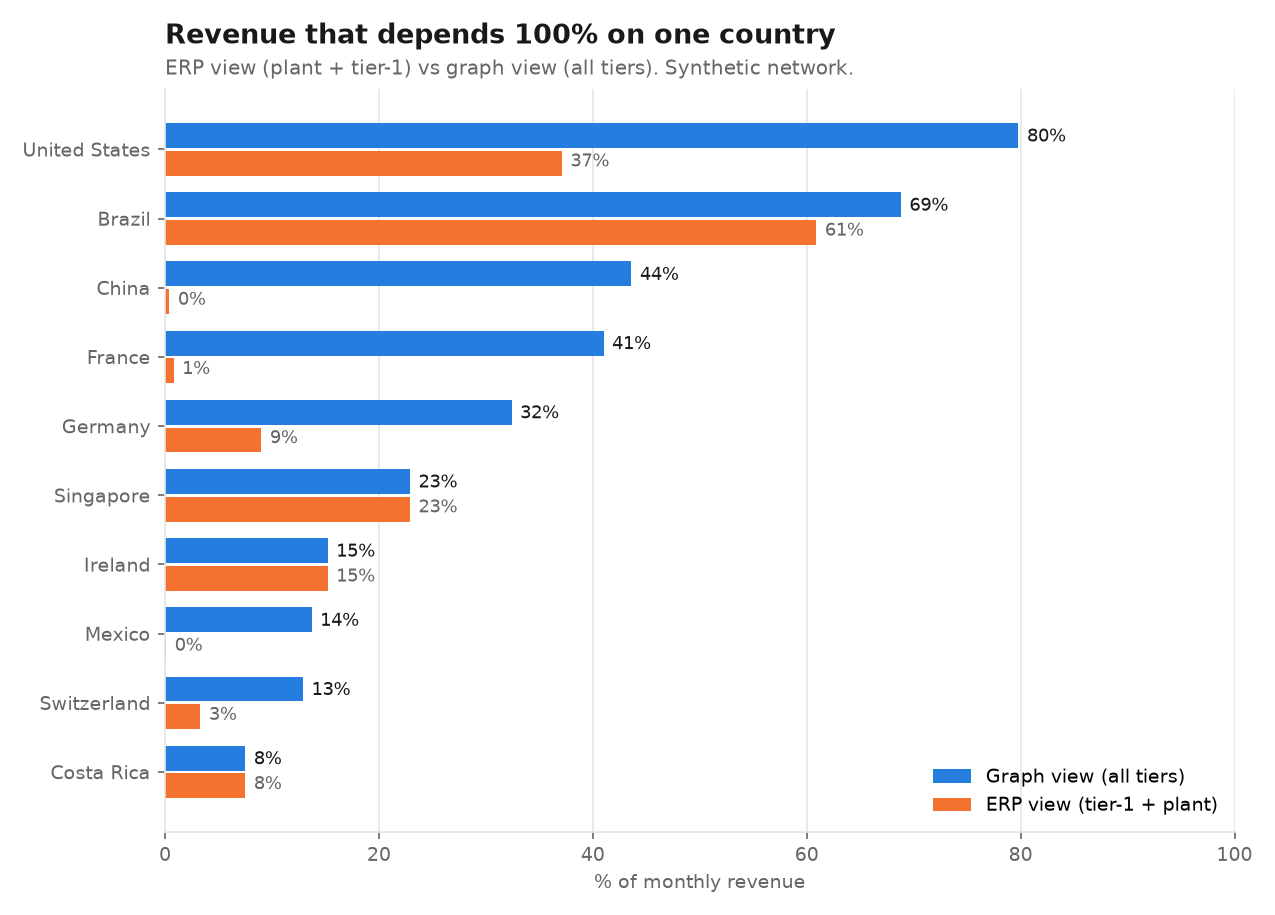 Revenue that depends 100% on one country
ERP view (plant + tier-1) vs graph view (all tiers). Synthetic network.
United States
80%
37%
Brazil
69%
61%
China
44%
0%
France
41%
1%
Germany
32%
9%
Singapore
23%
23%
Ireland
15%
15%
Mexico
14%
0%
Switzerland
13%
3%
Costa Rica
8%
8%
Graph view (all tiers)
ERP view (tier-1 + plant)
0 20 40 60 80 100
% of monthly revenue